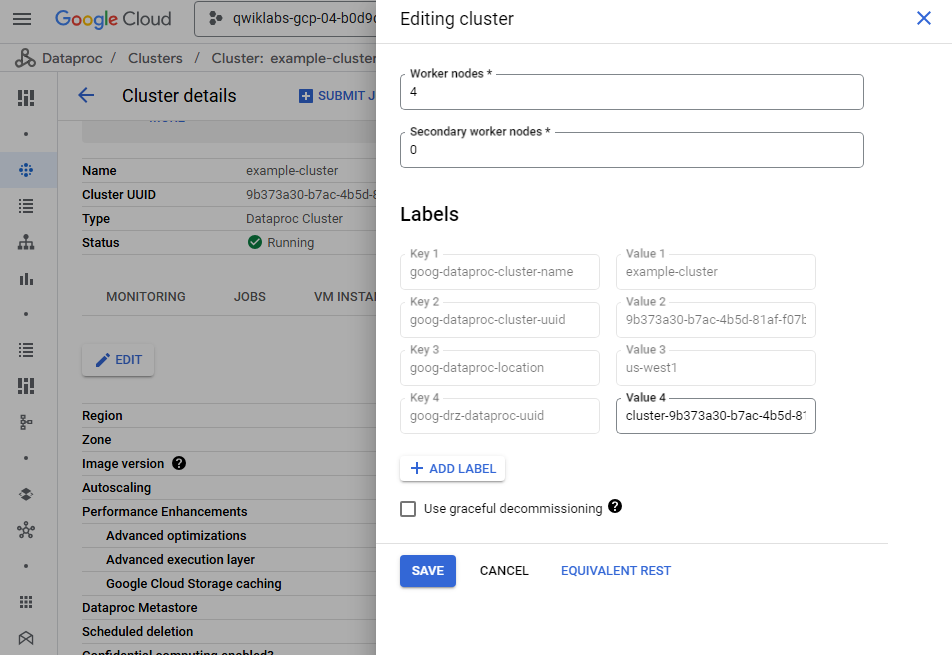 Google Cloud
qwiklabs-gcp-04-b0d9
Editing cluster
Dataproc / Clusters / Cluster: example-cluster
Cluster details
SUBMIT J
MORE
Name example-cluster
Cluster UUID 9b373a30-b7ac-4b5d-8
Type Dataproc Cluster
Status Running
MONITORING JOBS VM INSTA
EDIT
Region
Zone
Image version ?
Autoscaling
Performance Enhancements
Advanced optimizations
Advanced execution layer
Google Cloud Storage caching
Dataproc Metastore
Scheduled deletion
Confidential computing enabled?
Worker nodes *
4
Secondary worker nodes *
0
Labels
Key 1 Value 1
goog-dataproc-cluster-name example-cluster
Key 2 Value 2
goog-dataproc-cluster-uuid 9b373a30-b7ac-4b5d-81af-f07b
Key 3 Value 3
goog-dataproc-location us-west1
Key 4 Value 4
goog-drz-dataproc-uuid cluster-9b373a30-b7ac-4b5d-81
+ ADD LABEL
Use graceful decommissioning ?
SAVE CANCEL EQUIVALENT REST